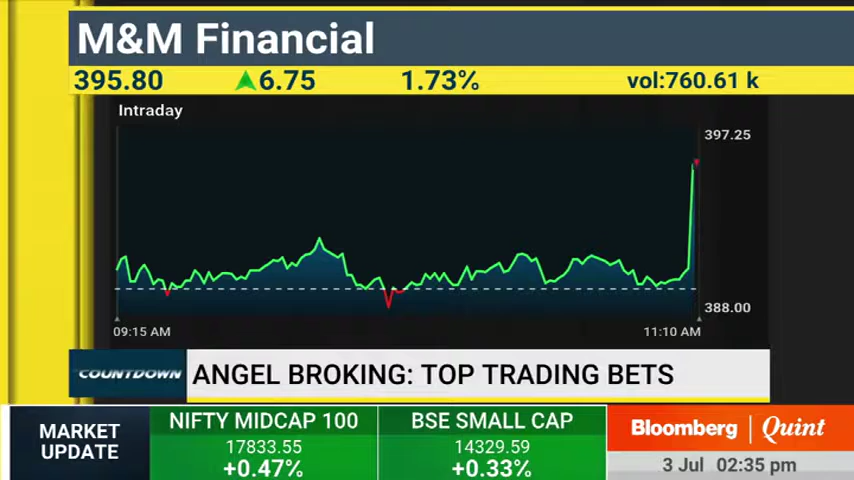 M&M Financial
395.80 6.75 1.73% vol:760.61 k
Intraday
397.25
388.00
09:15 AM 11:10 AM
COUNTDOWN ANGEL BROKING: TOP TRADING BETS
MARKET UPDATE
NIFTY MIDCAP 100
17833.55
+0.47%
BSE SMALL CAP
14329.59
+0.33%
Bloomberg | Quint
3 Jul 02:35 pm